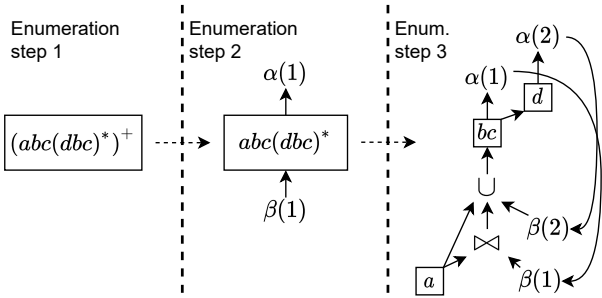 Enumeration
step 1
(abc(dbc)*)⁺
Enumeration
step 2
α(1)
abc(dbc)*
β(1)
Enum.
step 3
α(2)
α(1)
d
bc
∪
β(2)
⋈
a
β(1)